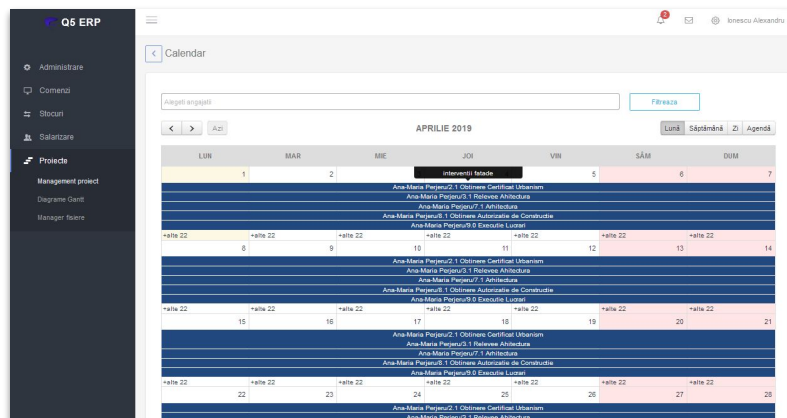 Q5 ERP
2
Ionescu Alexandru
Calendar
Administrare
Comenzi
Stocuri
Salarizare
Proiecte
Management proiect
Diagrame Gantt
Manager fisiere
Alegeti angajatii
Filtreaza
Azi
APRILIE 2019
Lună Săptămână Zi Agendă
LUN MAR MIE JOI VIN SÂM DUM
1 2 5 6 7
interventii fatade
Ana-Maria Perjeru/2.1 Obtinere Certificat Urbanism
Ana-Maria Perjeru/3.1 Relevee Ahitectura
Ana-Maria Perjeru/7.1 Arhitectura
Ana-Maria Perjeru/8.1 Obtinere Autorizatie de Constructie
Ana-Maria Perjeru/9.0 Executie Lucrari
+alte 22 +alte 22 +alte 22 +alte 22 +alte 22 +alte 22 +alte 22
8 9 10 11 12 13 14
Ana-Maria Perjeru/2.1 Obtinere Certificat Urbanism
Ana-Maria Perjeru/3.1 Relevee Ahitectura
Ana-Maria Perjeru/7.1 Arhitectura
Ana-Maria Perjeru/8.1 Obtinere Autorizatie de Constructie
Ana-Maria Perjeru/9.0 Executie Lucrari
+alte 22 +alte 22 +alte 22 +alte 22 +alte 22 +alte 22 +alte 22
15 16 17 18 19 20 21
Ana-Maria Perjeru/2.1 Obtinere Certificat Urbanism
Ana-Maria Perjeru/3.1 Relevee Ahitectura
Ana-Maria Perjeru/7.1 Arhitectura
Ana-Maria Perjeru/8.1 Obtinere Autorizatie de Constructie
Ana-Maria Perjeru/9.0 Executie Lucrari
+alte 22 +alte 22 +alte 22 +alte 22 +alte 22 +alte 22 +alte 22
22 23 24 25 26 27 28
Ana-Maria Perjeru/2.1 Obtinere Certificat Urbanism
Ana-Maria Perjeru/3.1 Relevee Ahitectura